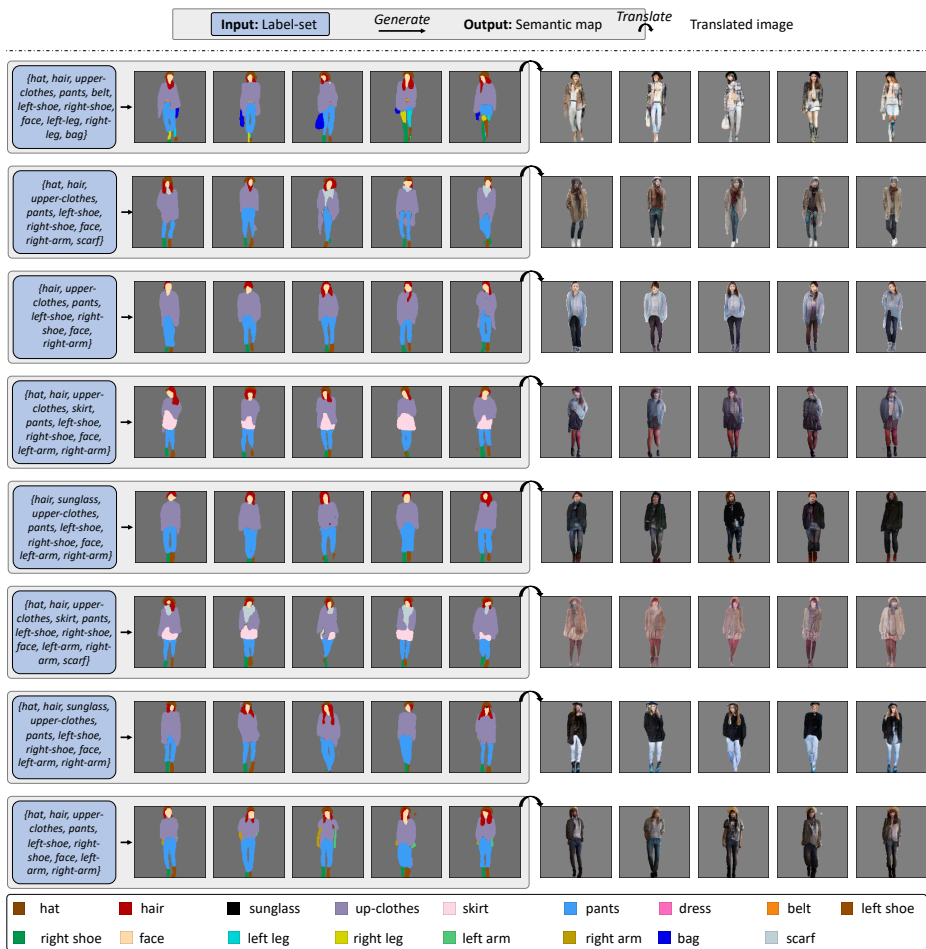 Input: Label-set Generate Output: Semantic map Translate Translated image
{hat, hair, upper-
clothes, pants, belt,
left-shoe, right-shoe,
face, left-leg, right-
leg, bag}
{hat, hair,
upper-clothes,
pants, left-shoe,
right-shoe, face,
right-arm, scarf}
{hair, upper-
clothes, pants,
left-shoe, right-
shoe, face,
right-arm}
{hat, hair, upper-
clothes, skirt,
pants, left-shoe,
right-shoe, face,
left-arm, right-arm}
{hair, sunglass,
upper-clothes,
pants, left-shoe,
right-shoe, face,
left-arm, right-arm}
{hat, hair, upper-
clothes, skirt, pants,
left-shoe, right-shoe,
face, left-arm, right-
arm, scarf}
{hat, hair, sunglass,
upper-clothes,
pants, left-shoe,
right-shoe, face,
left-arm, right-arm}
{hat, hair, upper-
clothes, pants,
left-shoe, right-
shoe, face, left-
arm, right-arm}
hat hair sunglass up-clothes skirt pants dress belt left shoe
right shoe face left leg right leg left arm right arm bag scarf